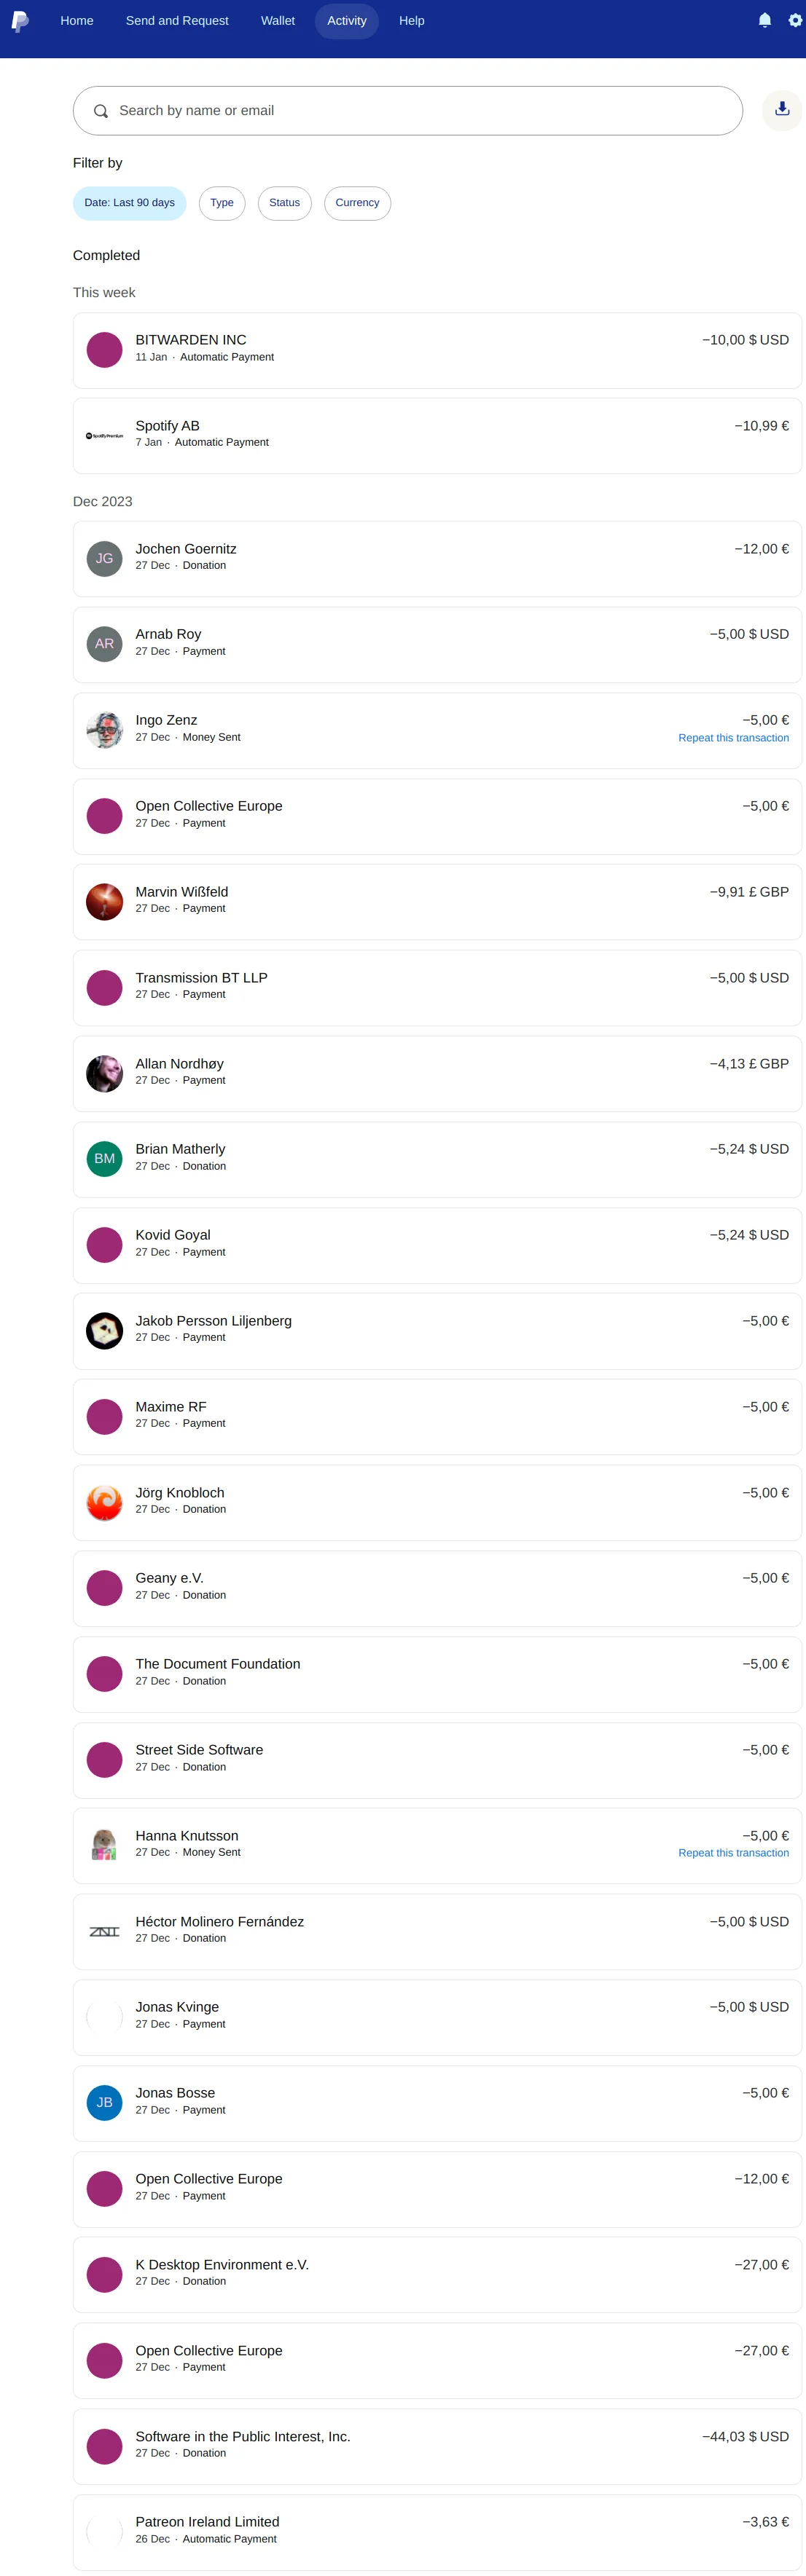 Home Send and Request Wallet Activity Help
Search by name or email
Filter by
Date: Last 90 days Type Status Currency
Completed
This week
BITWARDEN INC −10,00 $ USD
11 Jan · Automatic Payment
Spotify AB −10,99 €
Spotify Premium
7 Jan · Automatic Payment
Dec 2023
Jochen Goernitz −12,00 €
JG
27 Dec · Donation
Arnab Roy −5,00 $ USD
AR
27 Dec · Payment
Ingo Zenz −5,00 €
27 Dec · Money Sent Repeat this transaction
Open Collective Europe −5,00 €
27 Dec · Payment
Marvin Wißfeld −9,91 £ GBP
27 Dec · Payment
Transmission BT LLP −5,00 $ USD
27 Dec · Payment
Allan Nordhøy −4,13 £ GBP
27 Dec · Payment
Brian Matherly −5,24 $ USD
BM
27 Dec · Donation
Kovid Goyal −5,24 $ USD
27 Dec · Payment
Jakob Persson Liljenberg −5,00 €
27 Dec · Payment
Maxime RF −5,00 €
27 Dec · Payment
Jörg Knobloch −5,00 €
27 Dec · Donation
Geany e.V. −5,00 €
27 Dec · Donation
The Document Foundation −5,00 €
27 Dec · Donation
Street Side Software −5,00 €
27 Dec · Donation
Hanna Knutsson −5,00 €
27 Dec · Money Sent Repeat this transaction
Héctor Molinero Fernández −5,00 $ USD
27 Dec · Donation
Jonas Kvinge −5,00 $ USD
27 Dec · Payment
Jonas Bosse −5,00 €
JB
27 Dec · Payment
Open Collective Europe −12,00 €
27 Dec · Payment
K Desktop Environment e.V. −27,00 €
27 Dec · Donation
Open Collective Europe −27,00 €
27 Dec · Payment
Software in the Public Interest, Inc. −44,03 $ USD
27 Dec · Donation
Patreon Ireland Limited −3,63 €
26 Dec · Automatic Payment